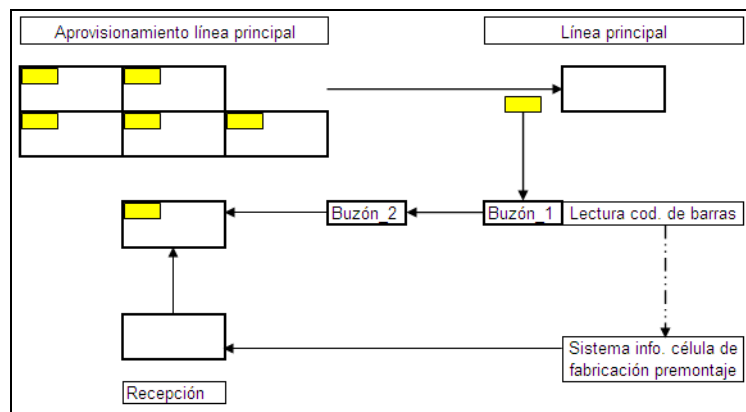 Aprovisionamiento línea principal
Línea principal
Buzón_2
Buzón_1
Lectura cod. de barras
Sistema info. célula de
fabricación premontaje
Recepción